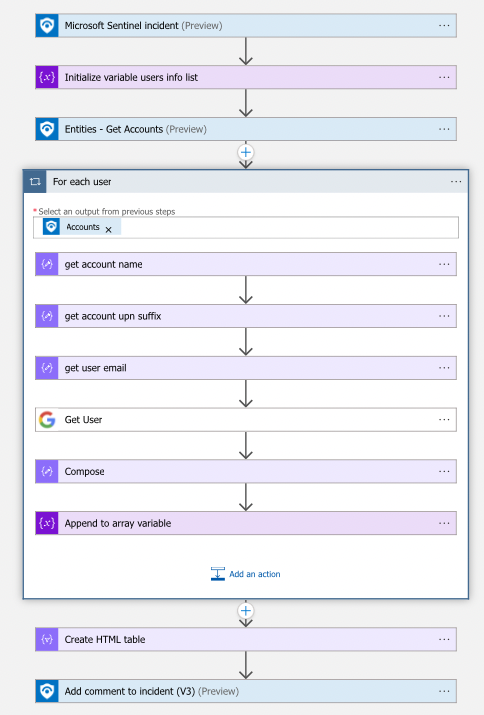 Microsoft Sentinel incident (Preview) ...
{x} Initialize variable users info list ...
Entities - Get Accounts (Preview) ...
For each user ...
* Select an output from previous steps
Accounts ×
get account name ...
get account upn suffix ...
get user email ...
G Get User ...
Compose ...
{x} Append to array variable ...
Add an action
Create HTML table ...
Add comment to incident (V3) (Preview) ...